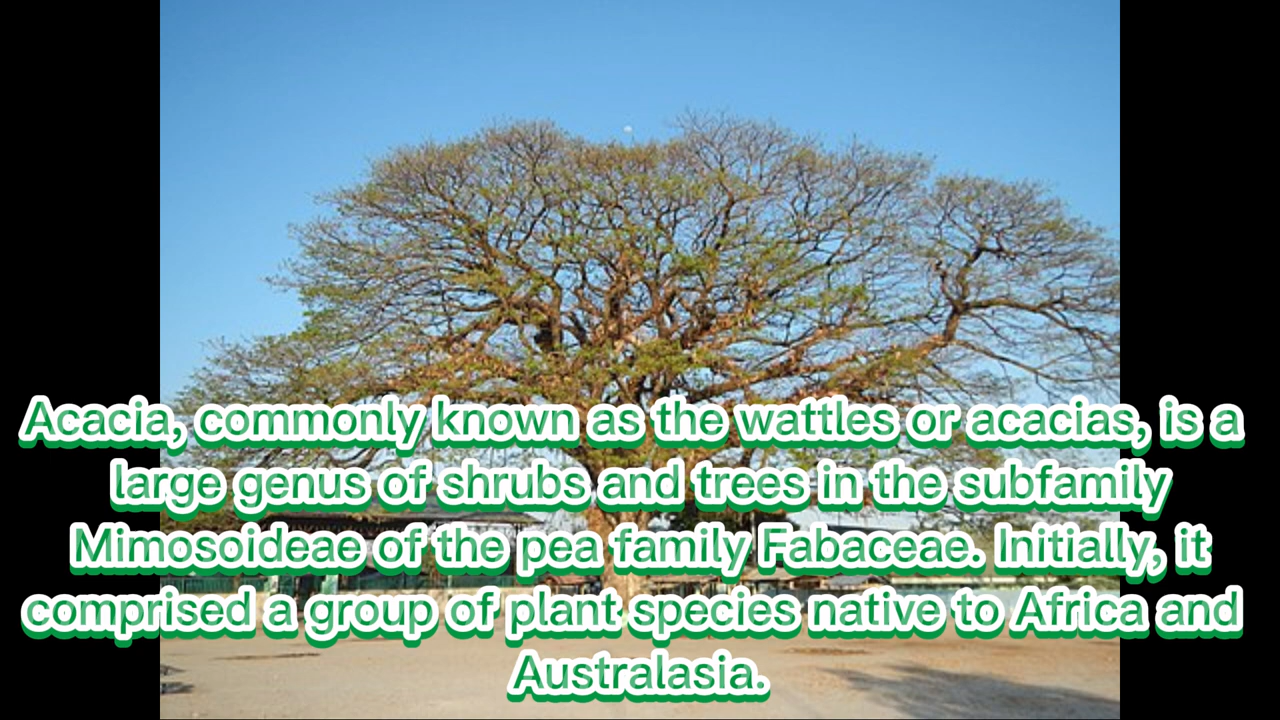 Acacia, commonly known as the wattles or acacias, is a
large genus of shrubs and trees in the subfamily
Mimosoideae of the pea family Fabaceae. Initially, it
comprised a group of plant species native to Africa and
Australasia.